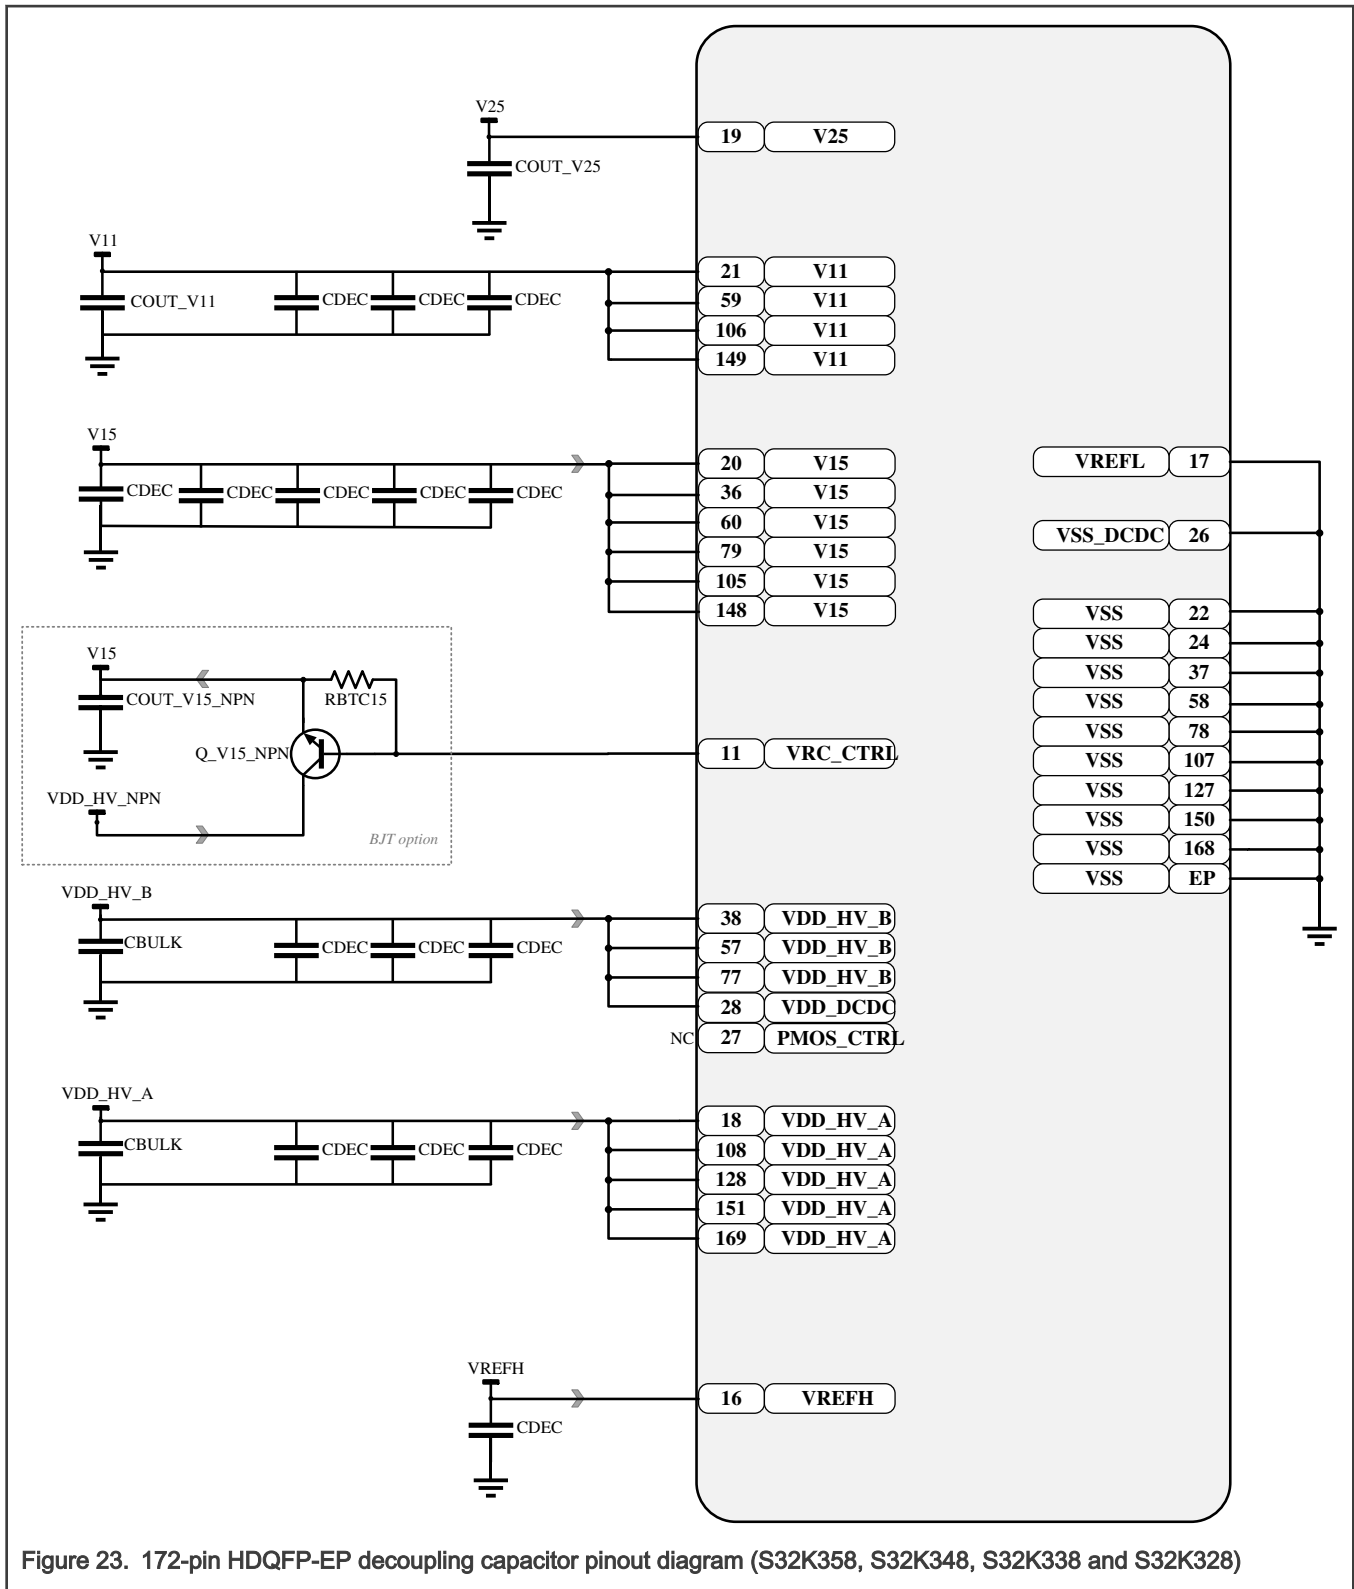 V25
19 V25
COUT_V25
V11
21 V11
COUT_V11 CDEC CDEC CDEC 59 V11
106 V11
149 V11
V15
20 V15 VREFL 17
CDEC CDEC CDEC CDEC CDEC 36 V15
60 V15
79 V15 VSS_DCDC 26
105 V15
148 V15 VSS 22
VSS 24
V15
VSS 37
COUT_V15_NPN RBTC15 VSS 58
VSS 78
Q_V15_NPN 11 VRC_CTRL VSS 107
VDD_HV_NPN VSS 127
VSS 150
BJT option VSS 168
VSS EP
VDD_HV_B
38 VDD_HV_B
CBULK CDEC CDEC CDEC 57 VDD_HV_B
77 VDD_HV_B
28 VDD_DCDC
NC 27 PMOS_CTRL
VDD_HV_A
18 VDD_HV_A
CBULK CDEC CDEC CDEC 108 VDD_HV_A
128 VDD_HV_A
151 VDD_HV_A
169 VDD_HV_A
VREFH
16 VREFH
CDEC
Figure 23. 172-pin HDQFP-EP decoupling capacitor pinout diagram (S32K358, S32K348, S32K338 and S32K328)